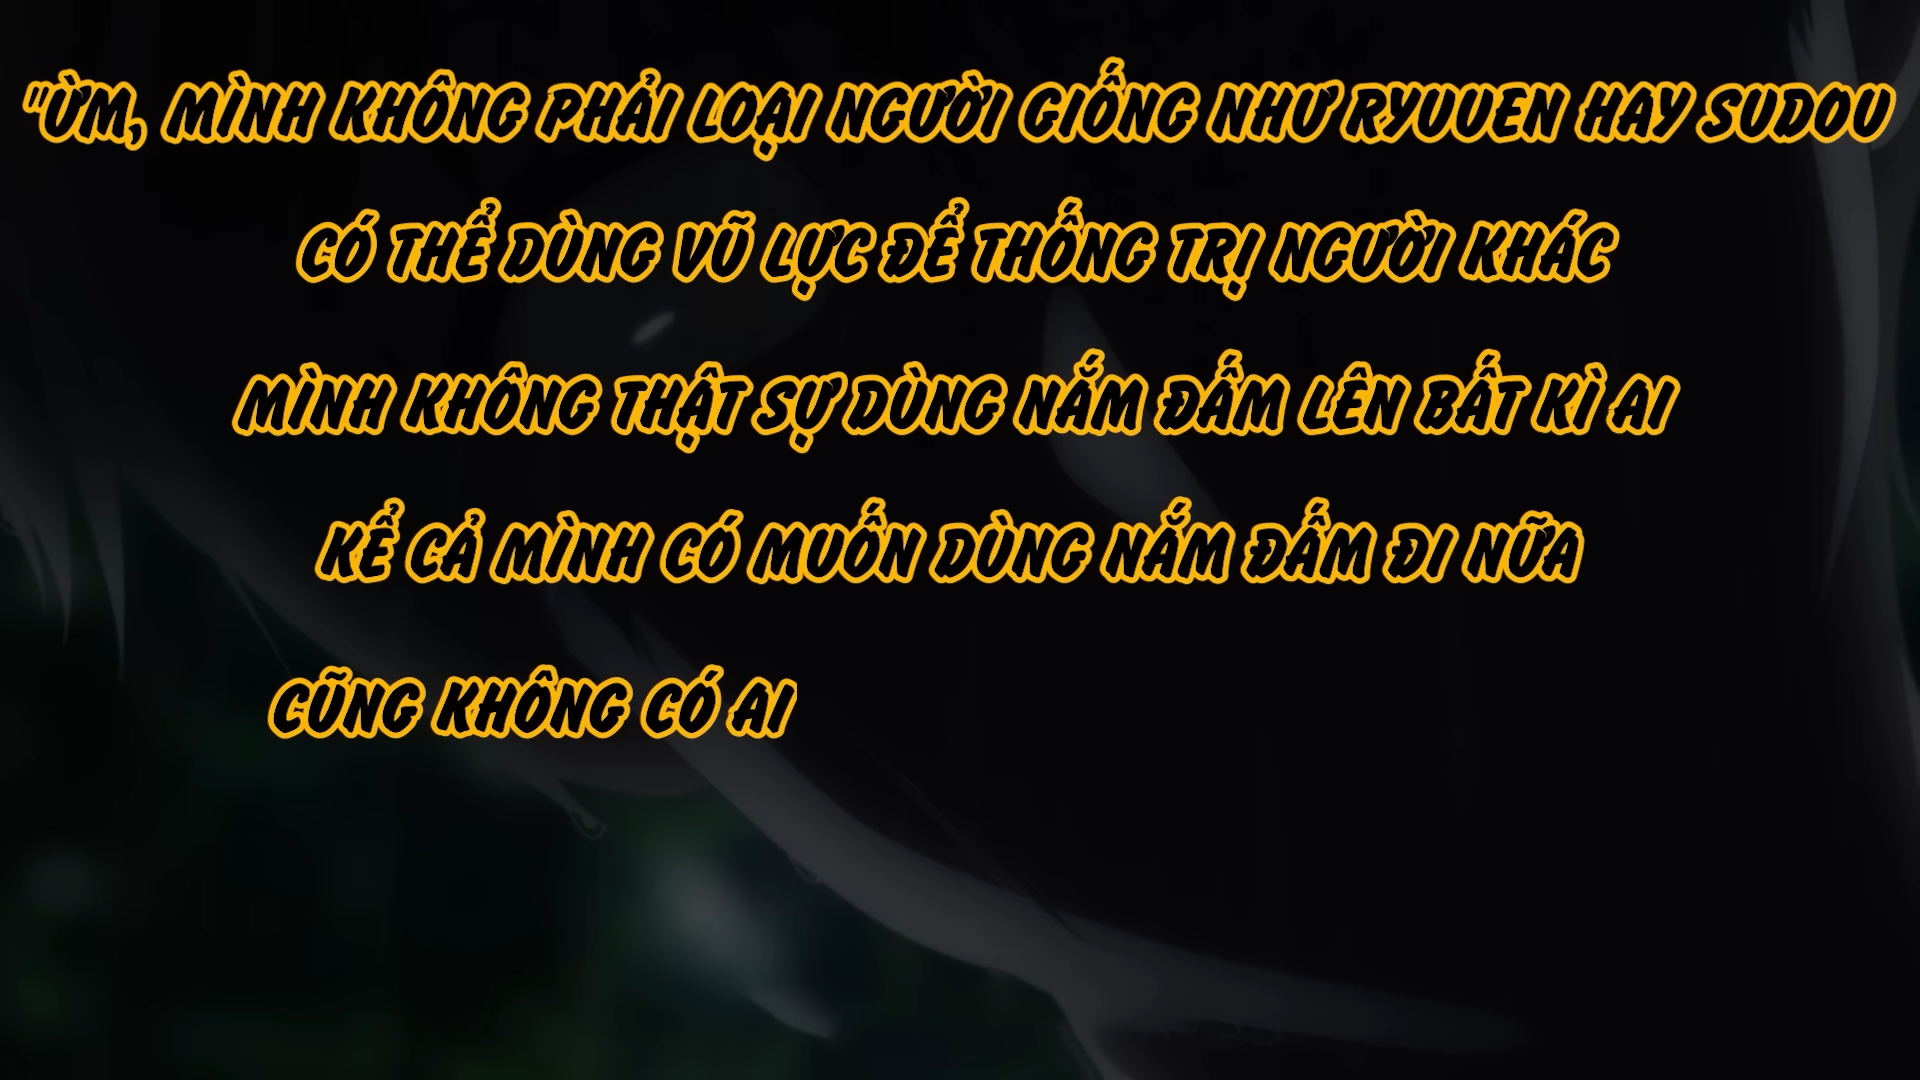 "ỪM, MÌNH KHÔNG PHẢI LOẠI NGƯỜI GIỐNG NHƯ RYUUEN HAY SUDOU
CÓ THỂ DÙNG VŨ LỰC ĐỂ THỐNG TRỊ NGƯỜI KHÁC
MÌNH KHÔNG THẬT SỰ DÙNG NẮM ĐẤM LÊN BẤT KÌ AI
KỂ CẢ MÌNH CÓ MUỐN DÙNG NẮM ĐẤM ĐI NỮA
CŨNG KHÔNG CÓ AI